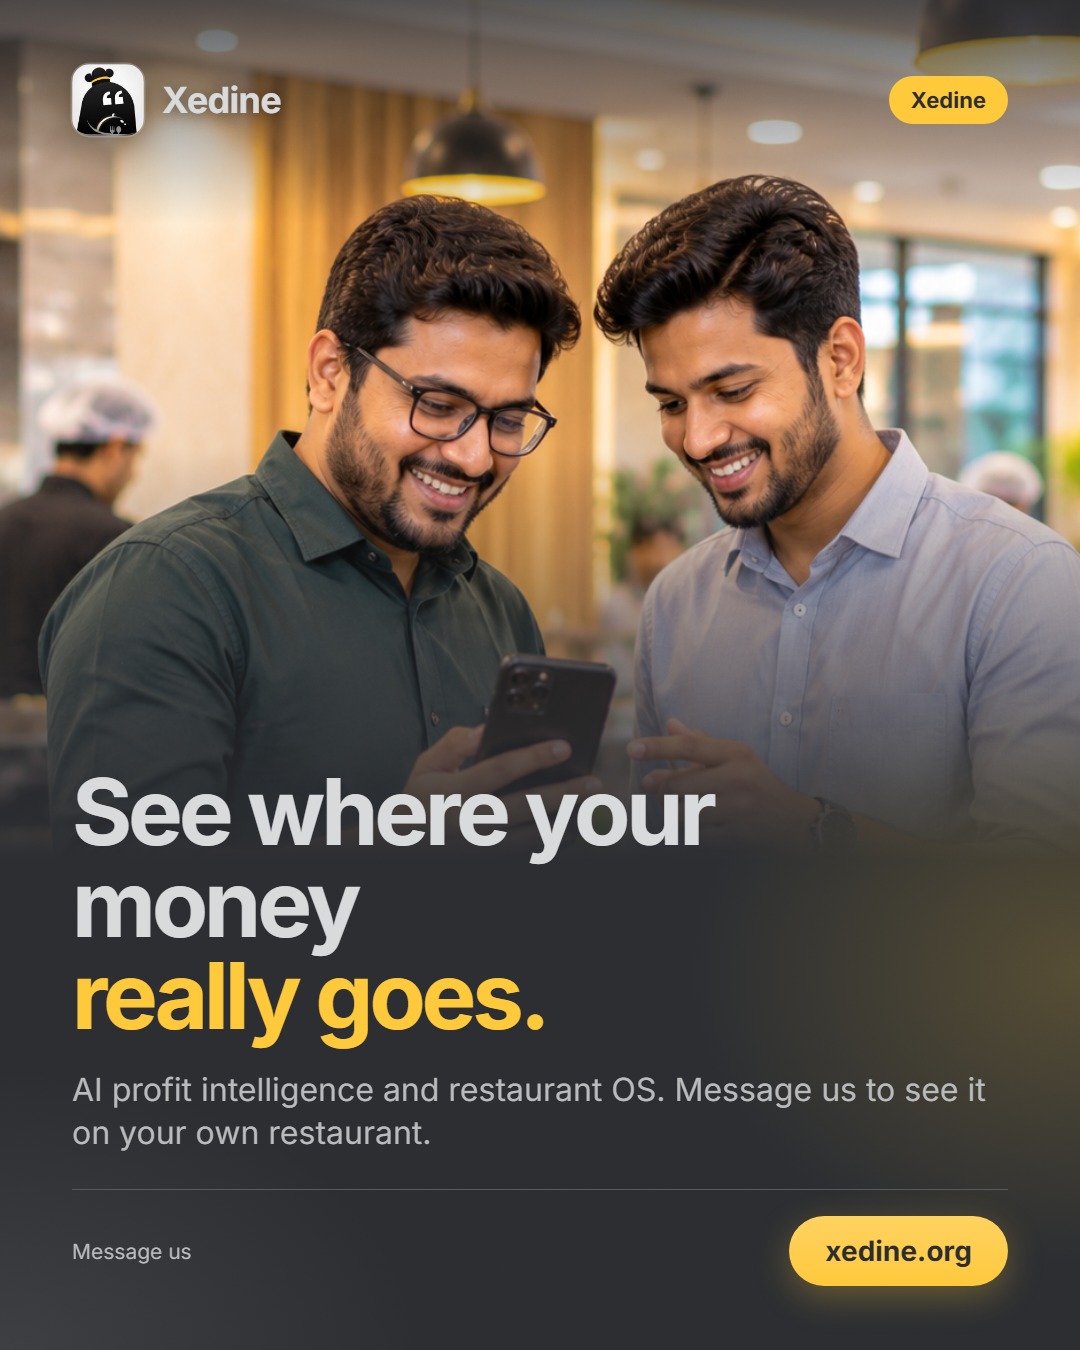 Xedine
Xedine
See where your
money
really goes.
AI profit intelligence and restaurant OS. Message us to see it
on your own restaurant.
Message us
xedine.org